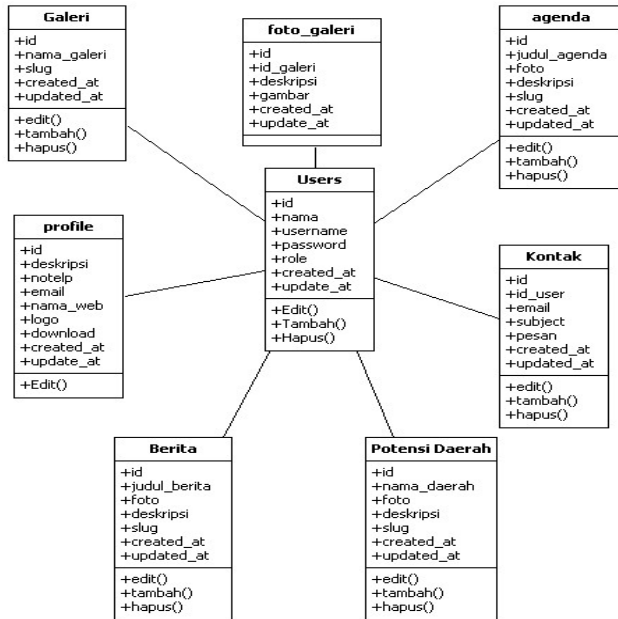 Galeri
+id
+nama_galeri
+slug
+created_at
+updated_at
+edit()
+tambah()
+hapus()
foto_galeri
+id
+id_galeri
+deskripsi
+gambar
+created_at
+update_at
agenda
+id
+judul_agenda
+foto
+deskripsi
+slug
+created_at
+updated_at
+edit()
+tambah()
+hapus()
Users
+id
+nama
+username
+password
+role
+created_at
+update_at
+Edit()
+Tambah()
+Hapus()
profile
+id
+deskripsi
+notelp
+email
+nama_web
+logo
+download
+created_at
+update_at
+Edit()
Kontak
+id
+id_user
+email
+subject
+pesan
+created_at
+updated_at
+edit()
+tambah()
+hapus()
Berita
+id
+judul_berita
+foto
+deskripsi
+slug
+created_at
+updated_at
+edit()
+tambah()
+hapus()
Potensi Daerah
+id
+nama_daerah
+foto
+deskripsi
+slug
+created_at
+updated_at
+edit()
+tambah()
+hapus()